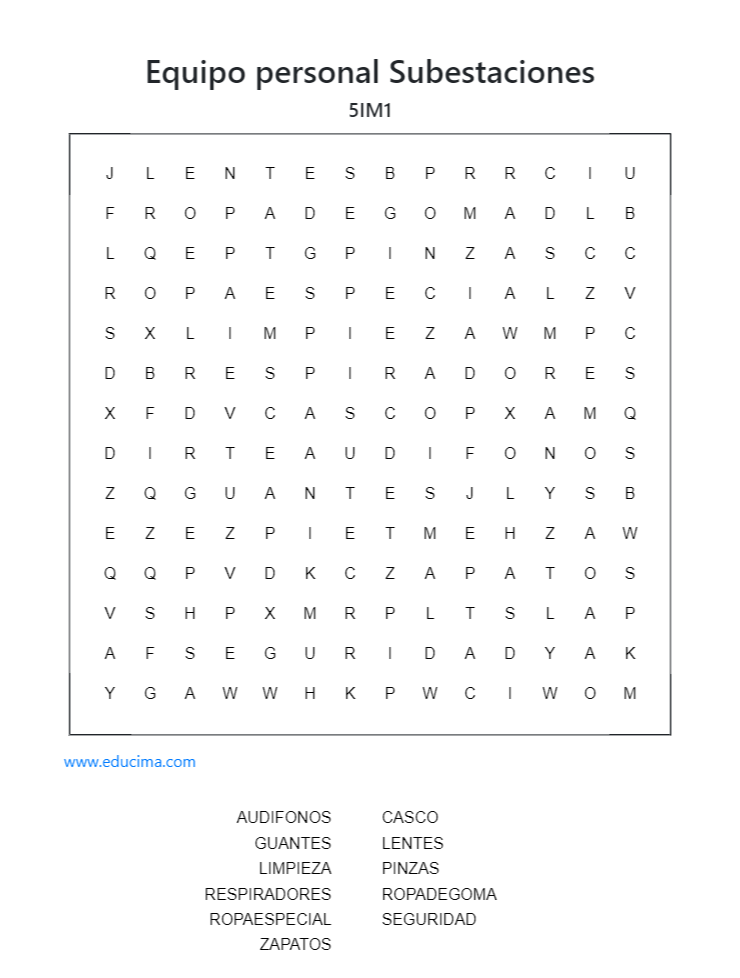 Equipo personal Subestaciones
5IM1
J L E N T E S B P R R C I U
F R O P A D E G O M A D L B
L Q E P T G P I N Z A S C C
R O P A E S P E C I A L Z V
S X L I M P I E Z A W M P C
D B R E S P I R A D O R E S
X F D V C A S C O P X A M Q
D I R T E A U D I F O N O S
Z Q G U A N T E S J L Y S B
E Z E Z P I E T M E H Z A W
Q Q P V D K C Z A P A T O S
V S H P X M R P L T S L A P
A F S E G U R I D A D Y A K
Y G A W W H K P W C I W O M
www.educima.com
AUDIFONOS CASCO
GUANTES LENTES
LIMPIEZA PINZAS
RESPIRADORES ROPADEGOMA
ROPAESPECIAL SEGURIDAD
ZAPATOS